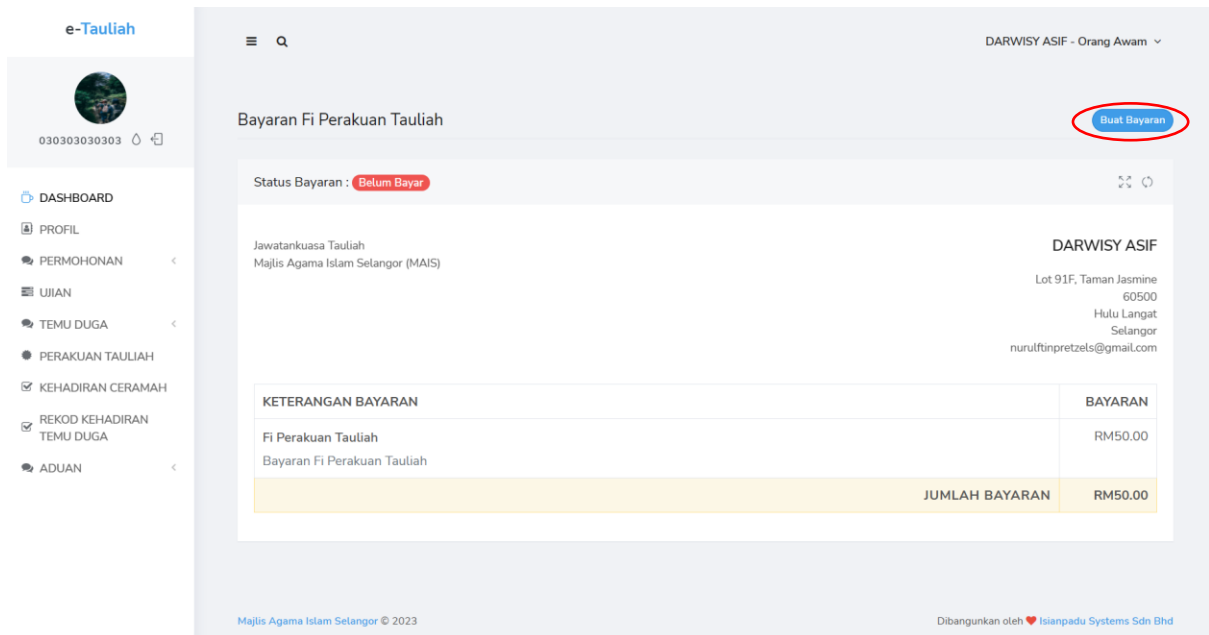 e-Tauliah
DARWISY ASIF - Orang Awam
030303030303
DASHBOARD
PROFIL
PERMOHONAN
UJIAN
TEMU DUGA
PERAKUAN TAULIAH
KEHADIRAN CERAMAH
REKOD KEHADIRAN
TEMU DUGA
ADUAN
Bayaran Fi Perakuan Tauliah
Buat Bayaran
Status Bayaran : Belum Bayar
Jawatankuasa Tauliah
Majlis Agama Islam Selangor (MAIS)
DARWISY ASIF
Lot 91F, Taman Jasmine
60500
Hulu Langat
Selangor
nurulftinpretzels@gmail.com
KETERANGAN BAYARAN BAYARAN
Fi Perakuan Tauliah RM50.00
Bayaran Fi Perakuan Tauliah
JUMLAH BAYARAN RM50.00
Majlis Agama Islam Selangor © 2023
Dibangunkan oleh ❤ Isianpadu Systems Sdn Bhd